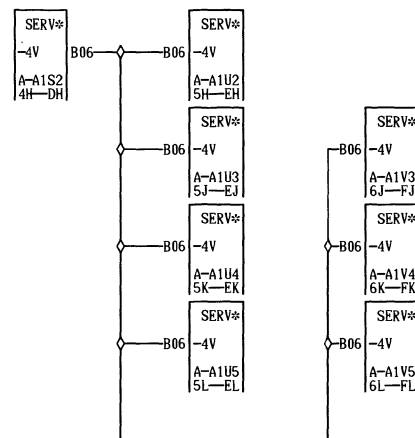 SERV*
-4V B06
A-A1S2
4H—DH
SERV*
B06 -4V
A-A1U2
5H—EH
SERV*
B06 -4V
A-A1U3
5J—EJ
SERV*
B06 -4V
A-A1V3
6J—FJ
SERV*
B06 -4V
A-A1U4
5K—EK
SERV*
B06 -4V
A-A1V4
6K—FK
SERV*
B06 -4V
A-A1U5
5L—EL
SERV*
B06 -4V
A-A1V5
6L—FL